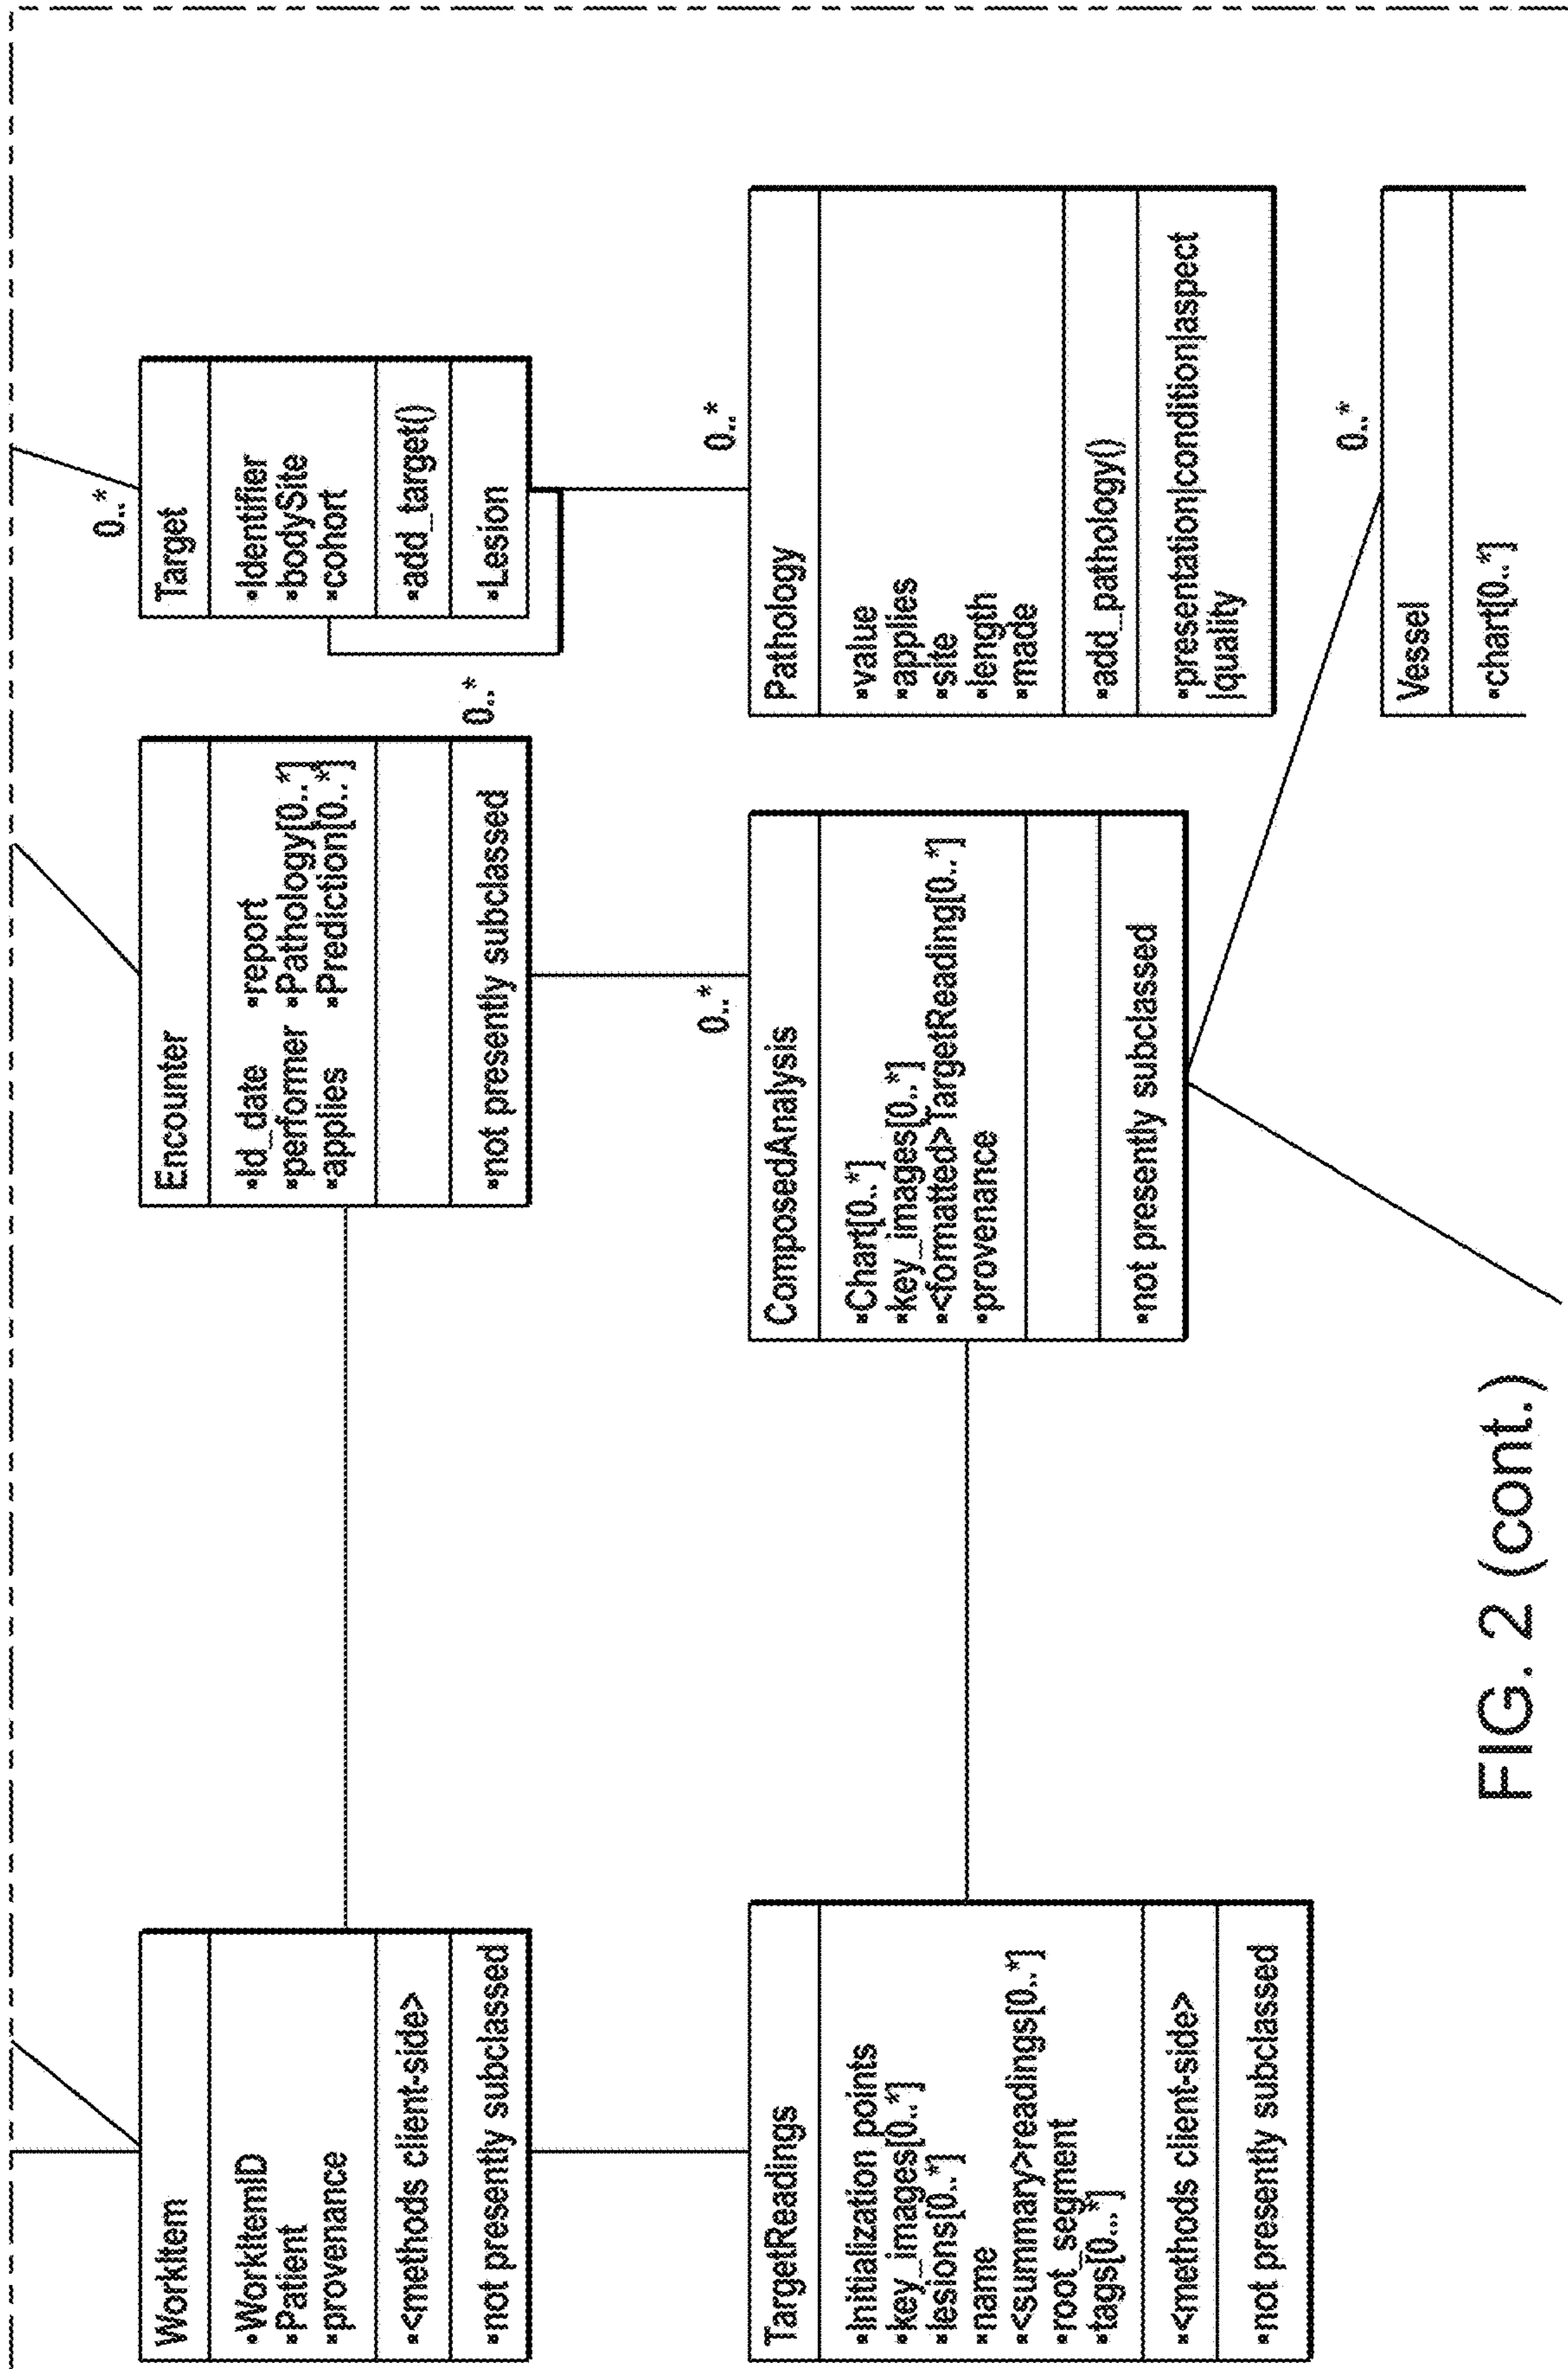 WorkItem
▪WorkItemID
▪Patient
▪provenance
▪<methods client-side>
▪not presently subclassed
Encounter
▪Id_date ▪report
▪performer ▪Pathology[0..*]
▪applies ▪Prediction[0..*]
▪not presently subclassed
0..*
Target
▪Identifier
▪bodySite
▪cohort
▪add_target()
▪Lesion
0..*
TargetReadings
▪Initialization points
▪key_images[0..*]
▪lesions[0..*]
▪name
▪<summary>readings[0..*]
▪root_segment
▪tags[0...*]
▪<methods client-side>
▪not presently subclassed
0..*
ComposedAnalysis
▪Chart[0..*]
▪key_images[0..*]
▪<formatted>TargetReading[0..*]
▪provenance
▪not presently subclassed
0..*
Pathology
▪value
▪applies
▪site
▪length
▪made
▪add_pathology()
▪presentation|condition|aspect
|quality
0..*
Vessel
▪chart[0..*]
FIG. 2 (cont.)